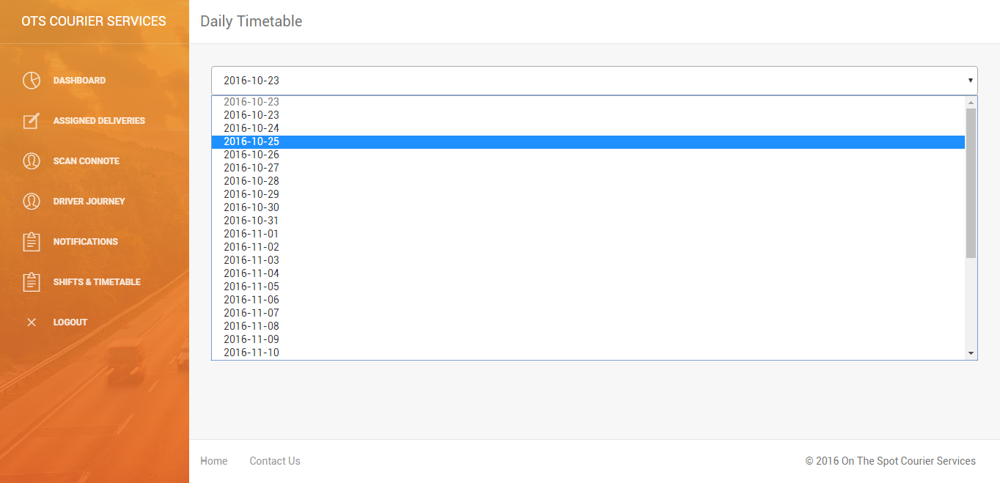 OTS COURIER SERVICES
Daily Timetable
DASHBOARD
ASSIGNED DELIVERIES
SCAN CONNOTE
DRIVER JOURNEY
NOTIFICATIONS
SHIFTS & TIMETABLE
LOGOUT
2016-10-23
2016-10-23
2016-10-23
2016-10-24
2016-10-25
2016-10-26
2016-10-27
2016-10-28
2016-10-29
2016-10-30
2016-10-31
2016-11-01
2016-11-02
2016-11-03
2016-11-04
2016-11-05
2016-11-06
2016-11-07
2016-11-08
2016-11-09
2016-11-10
Home Contact Us © 2016 On The Spot Courier Services